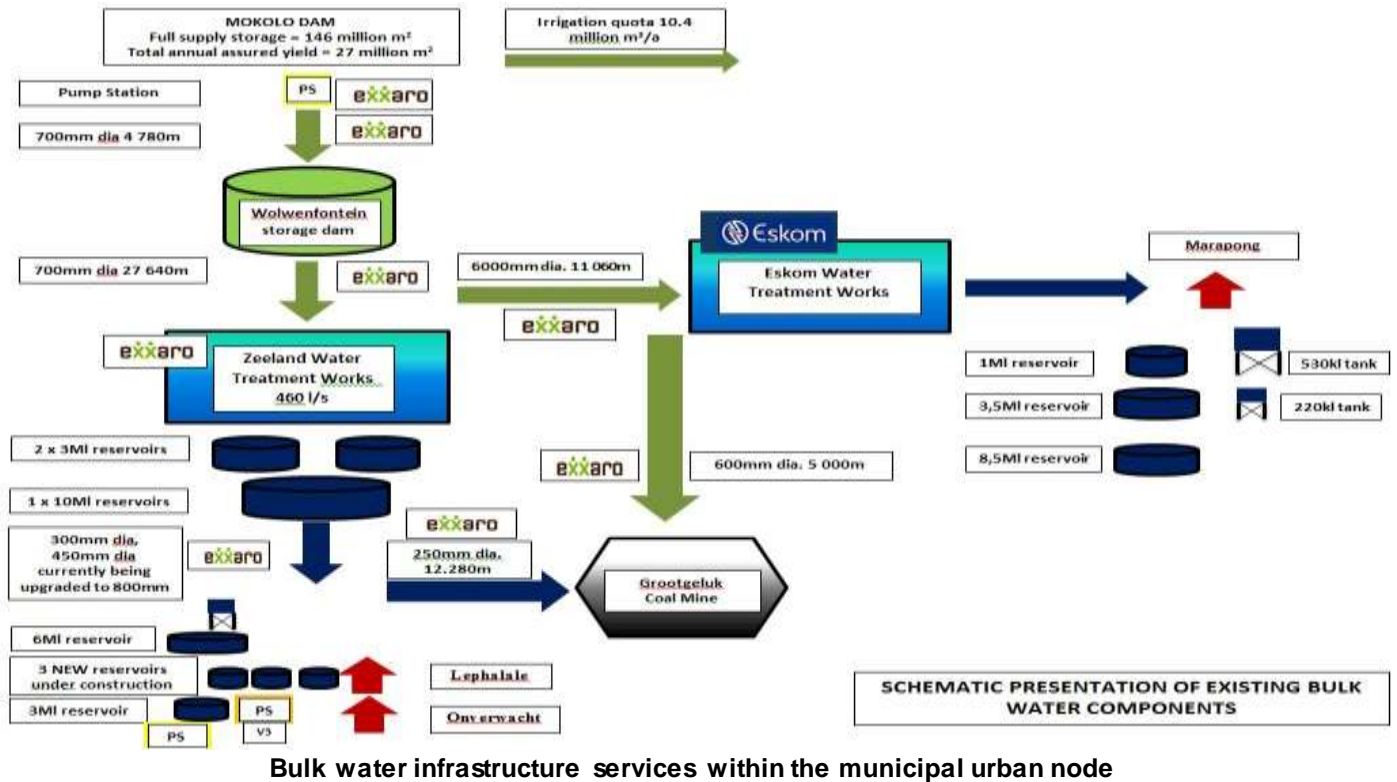 MOKOLO DAM
Full supply storage = 146 million m²
Total annual assured yield = 27 million m²
Irrigation quota 10.4
million m³/a
Pump Station
PS
exxaro
700mm dia 4 780m
exxaro
Wolwenfontein
storage dam
700mm dia 27 640m
exxaro
6000mm dia. 11 060m
exxaro
Eskom
Eskom Water
Treatment Works
Marapong
exxaro
Zeeland Water
Treatment Works
460 l/s
1Ml reservoir
530kl tank
3,5Ml reservoir
220kl tank
8,5Ml reservoir
2 x 3Ml reservoirs
1 x 10Ml reservoirs
exxaro
600mm dia. 5 000m
300mm dia,
450mm dia
currently being
upgraded to 800mm
exxaro
exxaro
250mm dia.
12.280m
Grootgeluk
Coal Mine
6Ml reservoir
3 NEW reservoirs
under construction
Lephalale
3Ml reservoir
PS
V3
PS
Onverwacht
SCHEMATIC PRESENTATION OF EXISTING BULK
WATER COMPONENTS
Bulk water infrastructure services within the municipal urban node